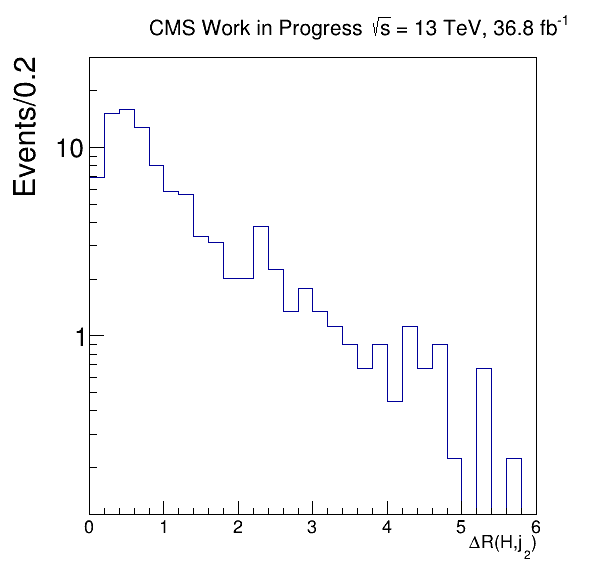 CMS Work in Progress √s = 13 TeV, 36.8 fb⁻¹
Events/0.2
10
1
0 1 2 3 4 5 6
ΔR(H,j₂)